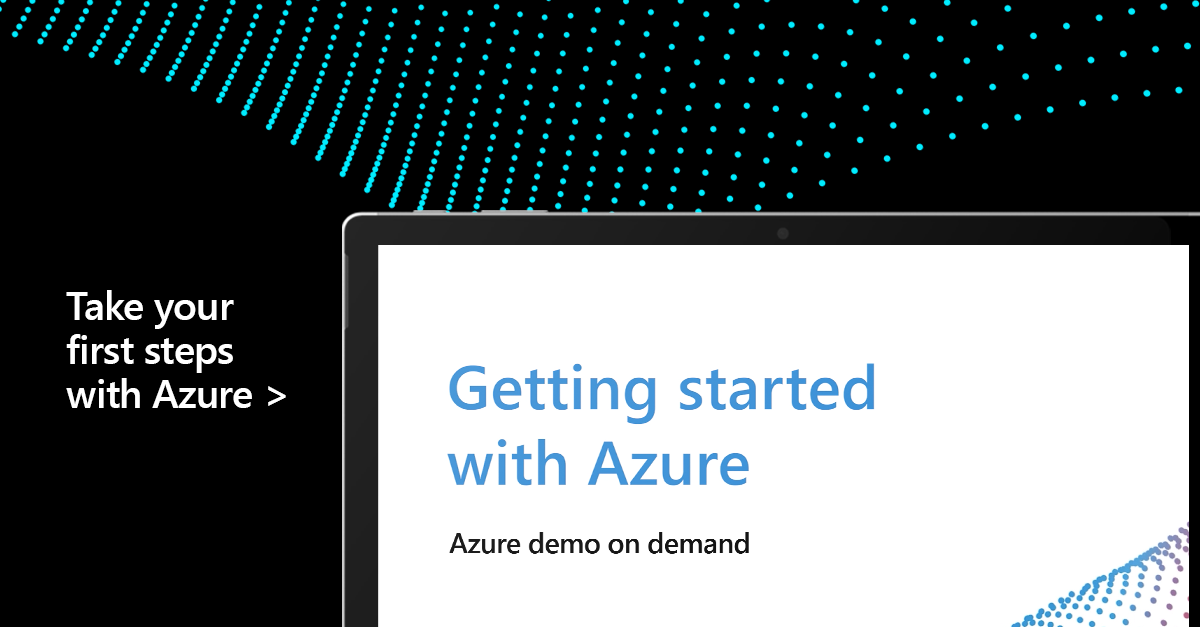 Take your
first steps
with Azure >
Getting started
with Azure
Azure demo on demand